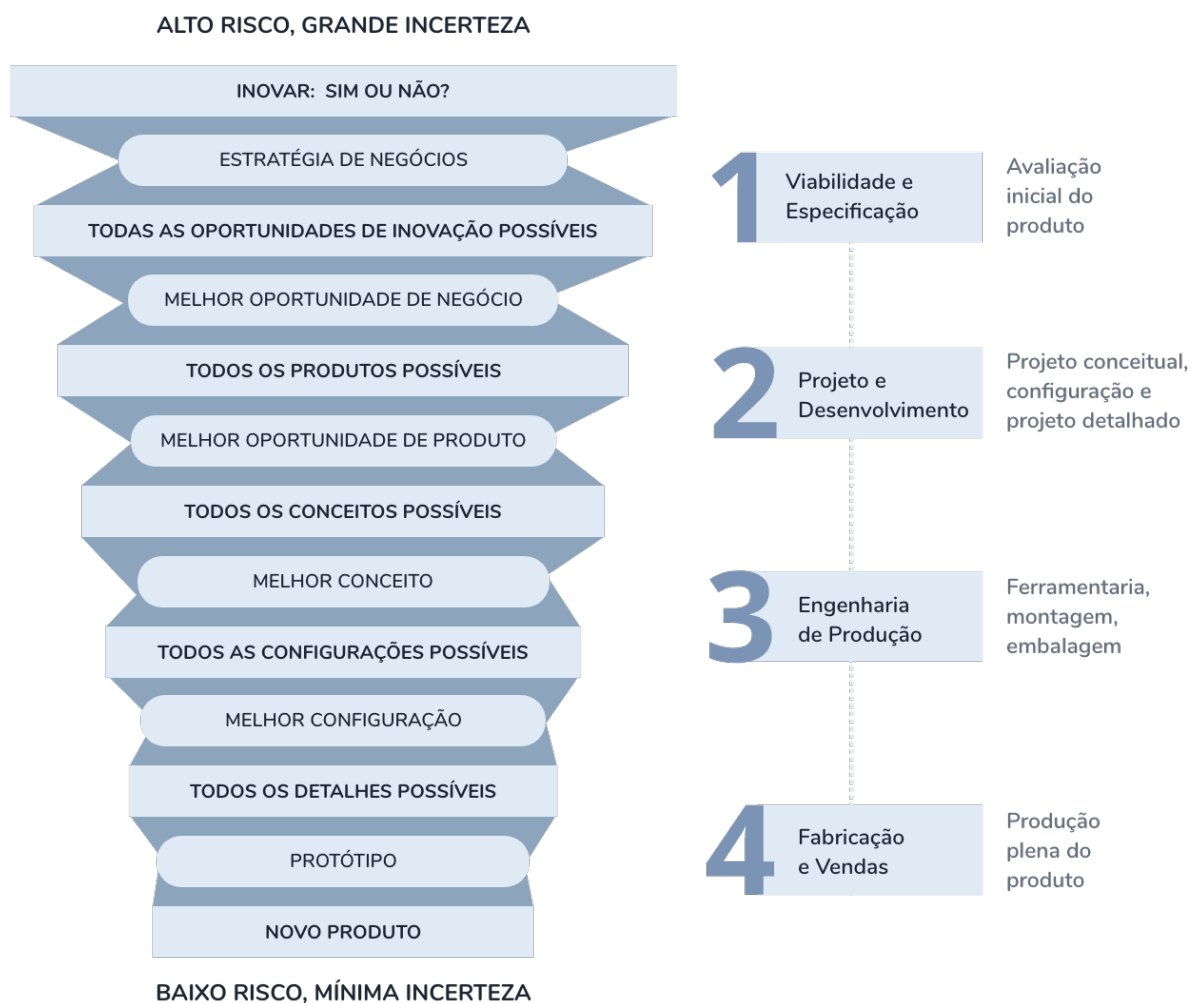 ALTO RISCO, GRANDE INCERTEZA
INOVAR: SIM OU NÃO?
ESTRATÉGIA DE NEGÓCIOS
TODAS AS OPORTUNIDADES DE INOVAÇÃO POSSÍVEIS
MELHOR OPORTUNIDADE DE NEGÓCIO
TODOS OS PRODUTOS POSSÍVEIS
MELHOR OPORTUNIDADE DE PRODUTO
TODOS OS CONCEITOS POSSÍVEIS
MELHOR CONCEITO
TODOS AS CONFIGURAÇÕES POSSÍVEIS
MELHOR CONFIGURAÇÃO
TODOS OS DETALHES POSSÍVEIS
PROTÓTIPO
NOVO PRODUTO
BAIXO RISCO, MÍNIMA INCERTEZA
1
Viabilidade e
Especificação
Avaliação
inicial do
produto
2
Projeto e
Desenvolvimento
Projeto conceitual,
configuração e
projeto detalhado
3
Engenharia
de Produção
Ferramentaria,
montagem,
embalagem
4
Fabricação
e Vendas
Produção
plena do
produto